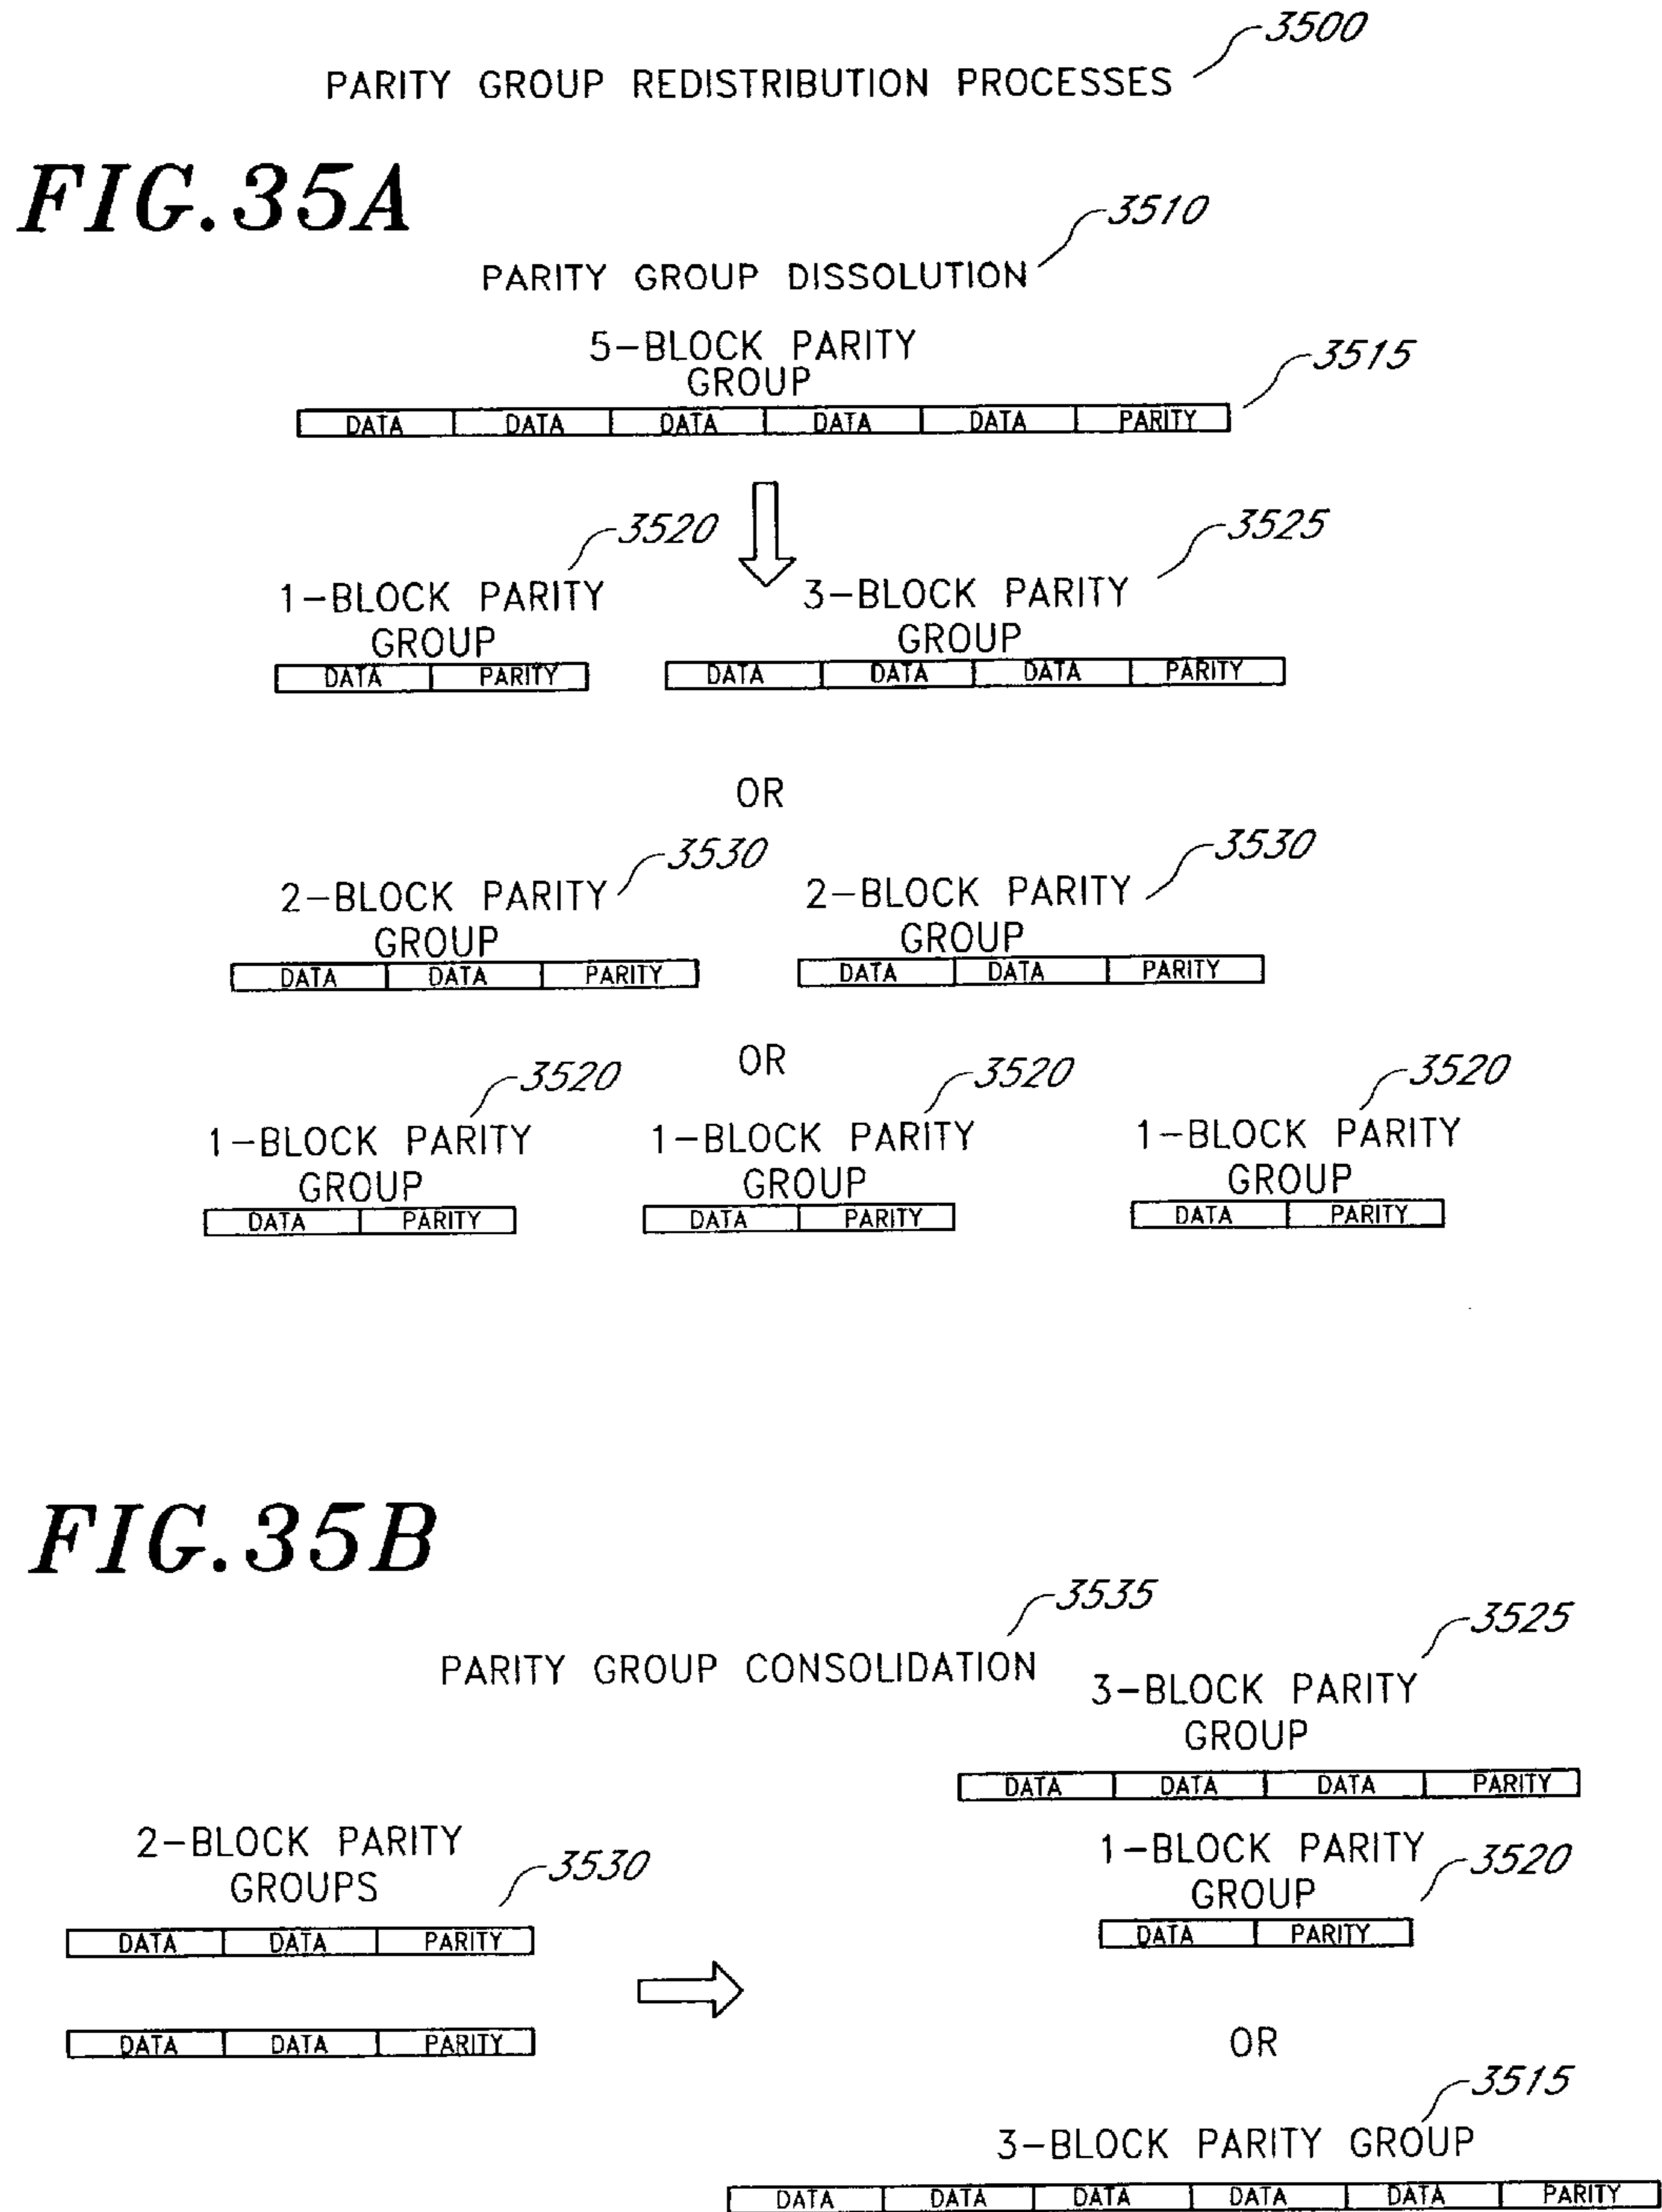 3500
PARITY GROUP REDISTRIBUTION PROCESSES
FIG.35A
3510
PARITY GROUP DISSOLUTION
5-BLOCK PARITY
GROUP
3515
DATA DATA DATA DATA DATA PARITY
3520
3525
1-BLOCK PARITY
GROUP
DATA PARITY
3-BLOCK PARITY
GROUP
DATA DATA DATA PARITY
OR
3530
3530
2-BLOCK PARITY
GROUP
DATA DATA PARITY
2-BLOCK PARITY
GROUP
DATA DATA PARITY
OR
3520
3520
3520
1-BLOCK PARITY
GROUP
DATA PARITY
1-BLOCK PARITY
GROUP
DATA PARITY
1-BLOCK PARITY
GROUP
DATA PARITY
FIG.35B
3535
PARITY GROUP CONSOLIDATION
3525
3-BLOCK PARITY
GROUP
DATA DATA DATA PARITY
2-BLOCK PARITY
GROUPS
3530
DATA DATA PARITY
DATA DATA PARITY
1-BLOCK PARITY
GROUP
3520
DATA PARITY
OR
3515
3-BLOCK PARITY GROUP
DATA DATA DATA DATA DATA PARITY